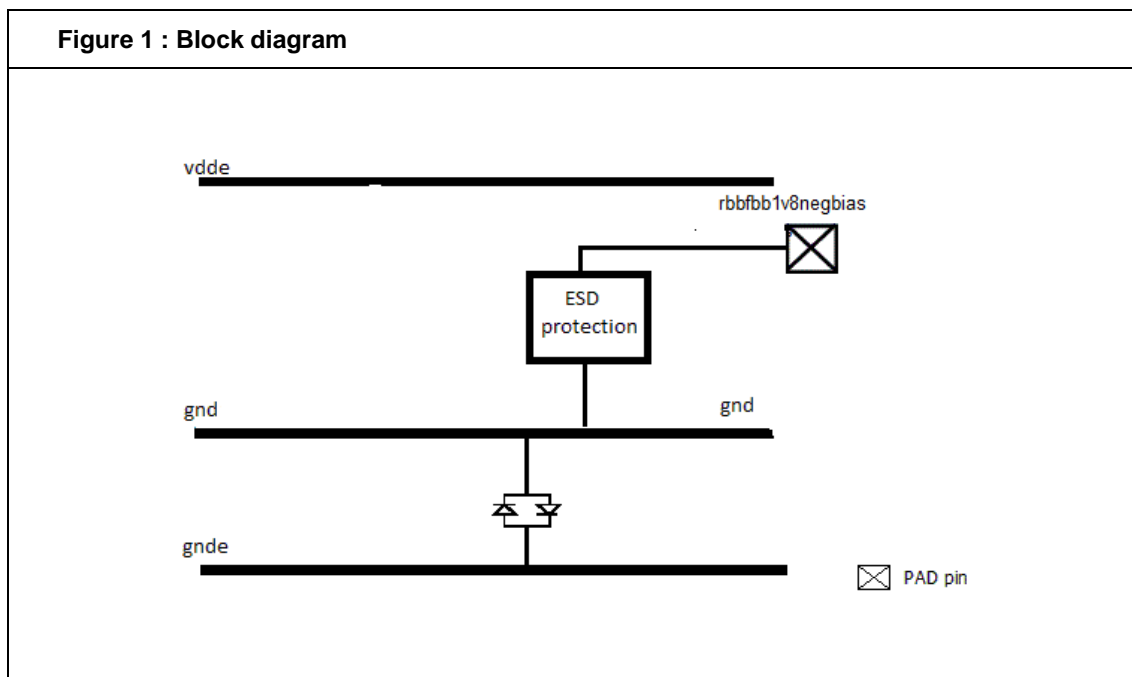 Figure 1 : Block diagram
vdde
rbbfbb1v8negbias
ESD
protection
gnd
gnd
gnde
PAD pin